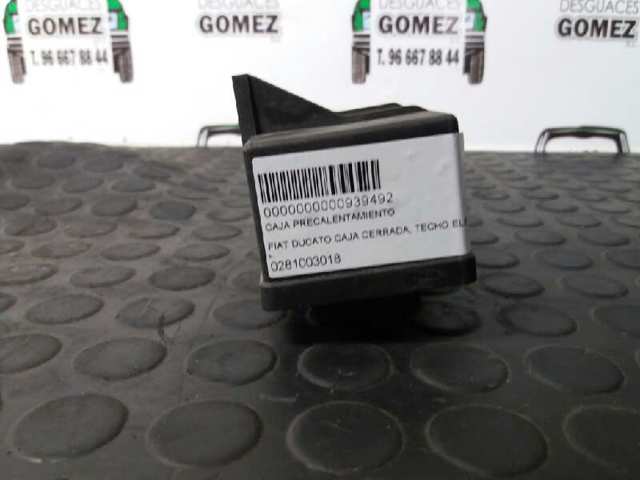 DESGUACES
GOMEZ
T. 96 667 88 44
DESGUACES
GOMEZ
T. 96 667 88 44
DESGUACES
GOMEZ
0000000000939492
CAJA PRECALENTAMIENTO
FIAT DUCATO CAJA CERRADA, TECHO EL
*
0281003018